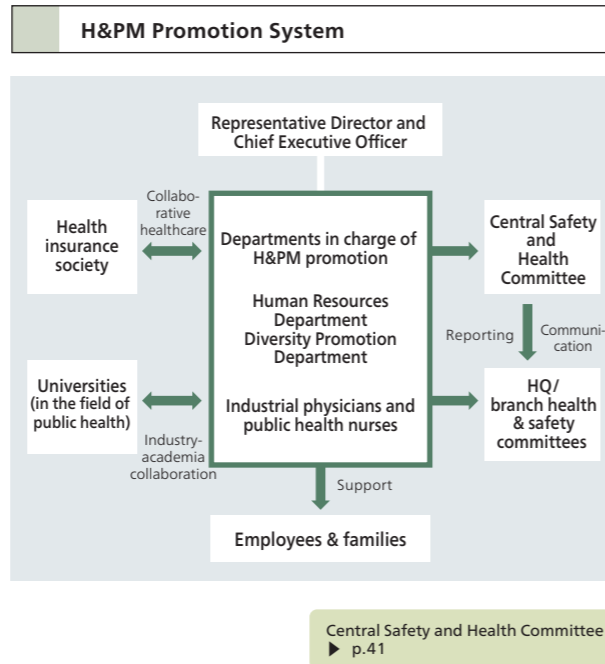 H&PM Promotion System
Representative Director and
Chief Executive Officer
Collabo-
rative
healthcare
Health
insurance
society
Departments in charge of
H&PM promotion
Human Resources
Department
Diversity Promotion
Department
Industrial physicians and
public health nurses
Central Safety
and
Health
Committee
Reporting
Communi-
cation
Universities
(in the field of
public health)
Industry-
academia
collaboration
HQ/
branch health
& safety
committees
Support
Employees & families
Central Safety and Health Committee
▶ p.41